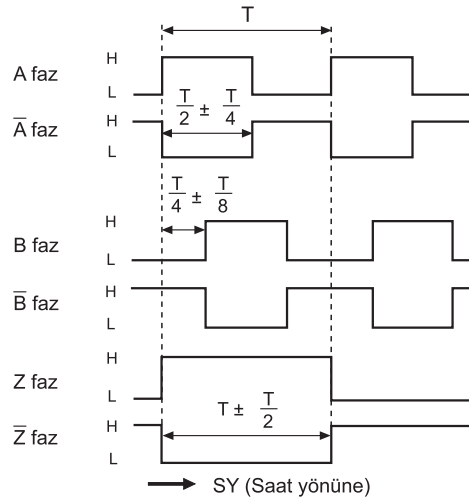 T
A faz H
L
A̅ faz H
L
T/2 ± T/4
T/4 ± T/8
B faz H
L
B̅ faz H
L
Z faz H
L
Z̅ faz H
L
T ± T/2
SY (Saat yönüne)